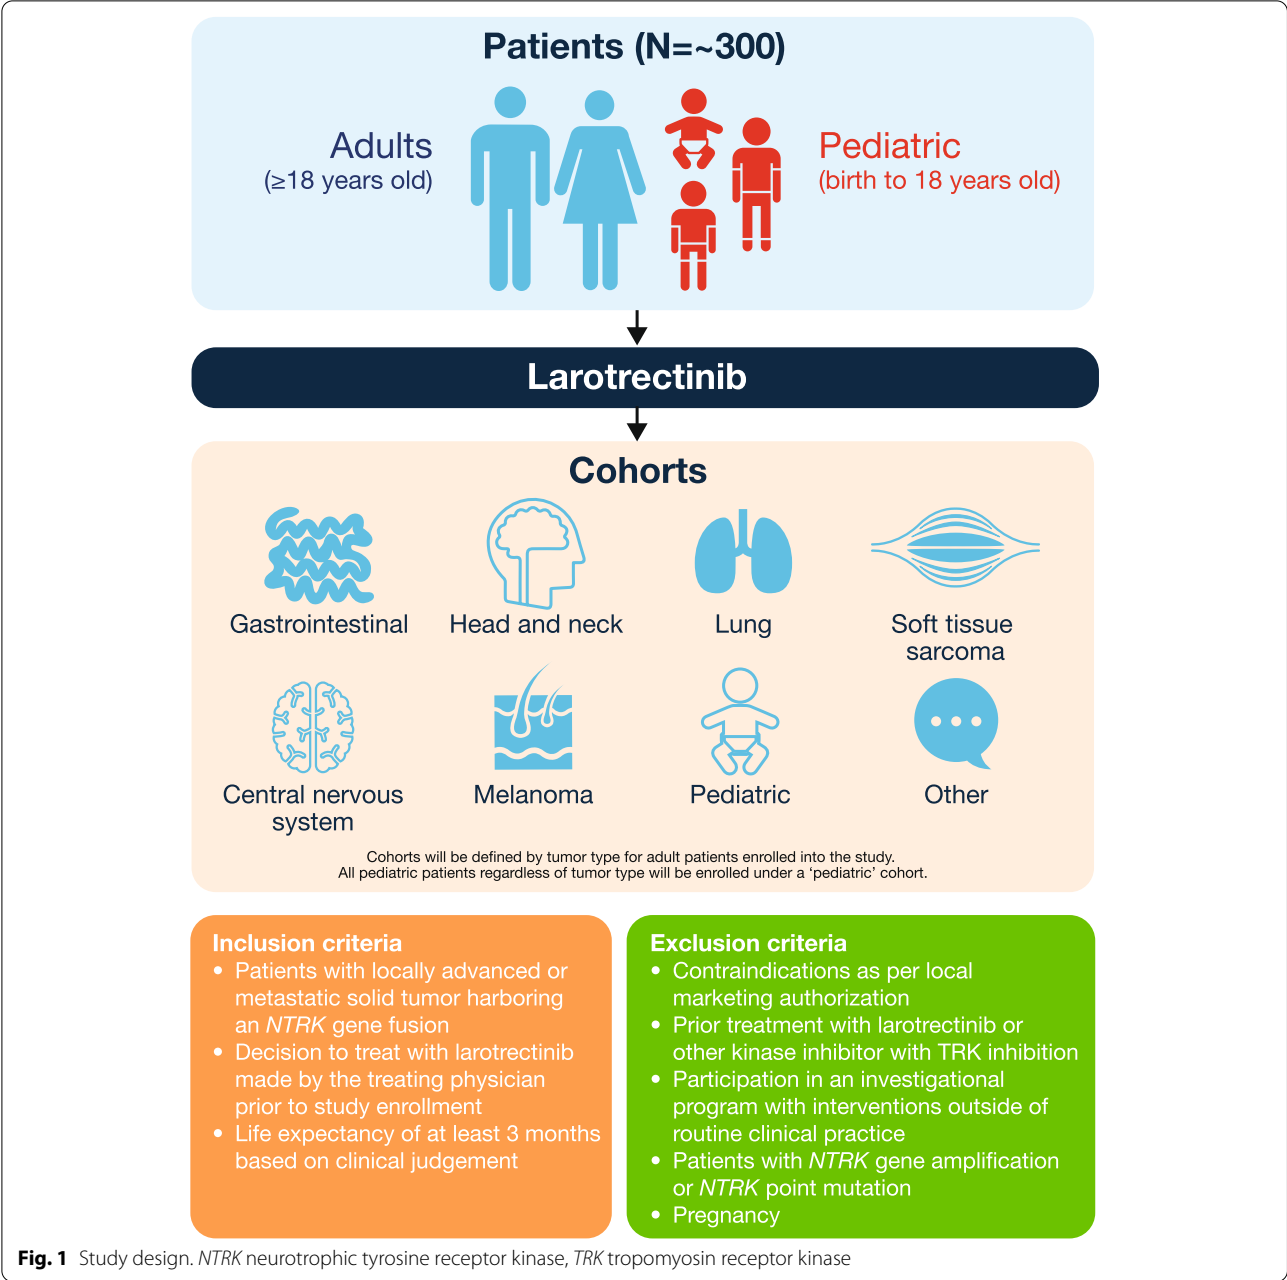 Patients (N=~300)
Adults
(≥18 years old)
Pediatric
(birth to 18 years old)
Larotrectinib
Cohorts
Gastrointestinal
Head and neck
Lung
Soft tissue
sarcoma
Central nervous
system
Melanoma
Pediatric
Other
Cohorts will be defined by tumor type for adult patients enrolled into the study.
All pediatric patients regardless of tumor type will be enrolled under a ‘pediatric’ cohort.
Inclusion criteria
• Patients with locally advanced or
metastatic solid tumor harboring
an NTRK gene fusion
• Decision to treat with larotrectinib
made by the treating physician
prior to study enrollment
• Life expectancy of at least 3 months
based on clinical judgement
Exclusion criteria
• Contraindications as per local
marketing authorization
• Prior treatment with larotrectinib or
other kinase inhibitor with TRK inhibition
• Participation in an investigational
program with interventions outside of
routine clinical practice
• Patients with NTRK gene amplification
or NTRK point mutation
• Pregnancy
Fig. 1 Study design. NTRK neurotrophic tyrosine receptor kinase, TRK tropomyosin receptor kinase